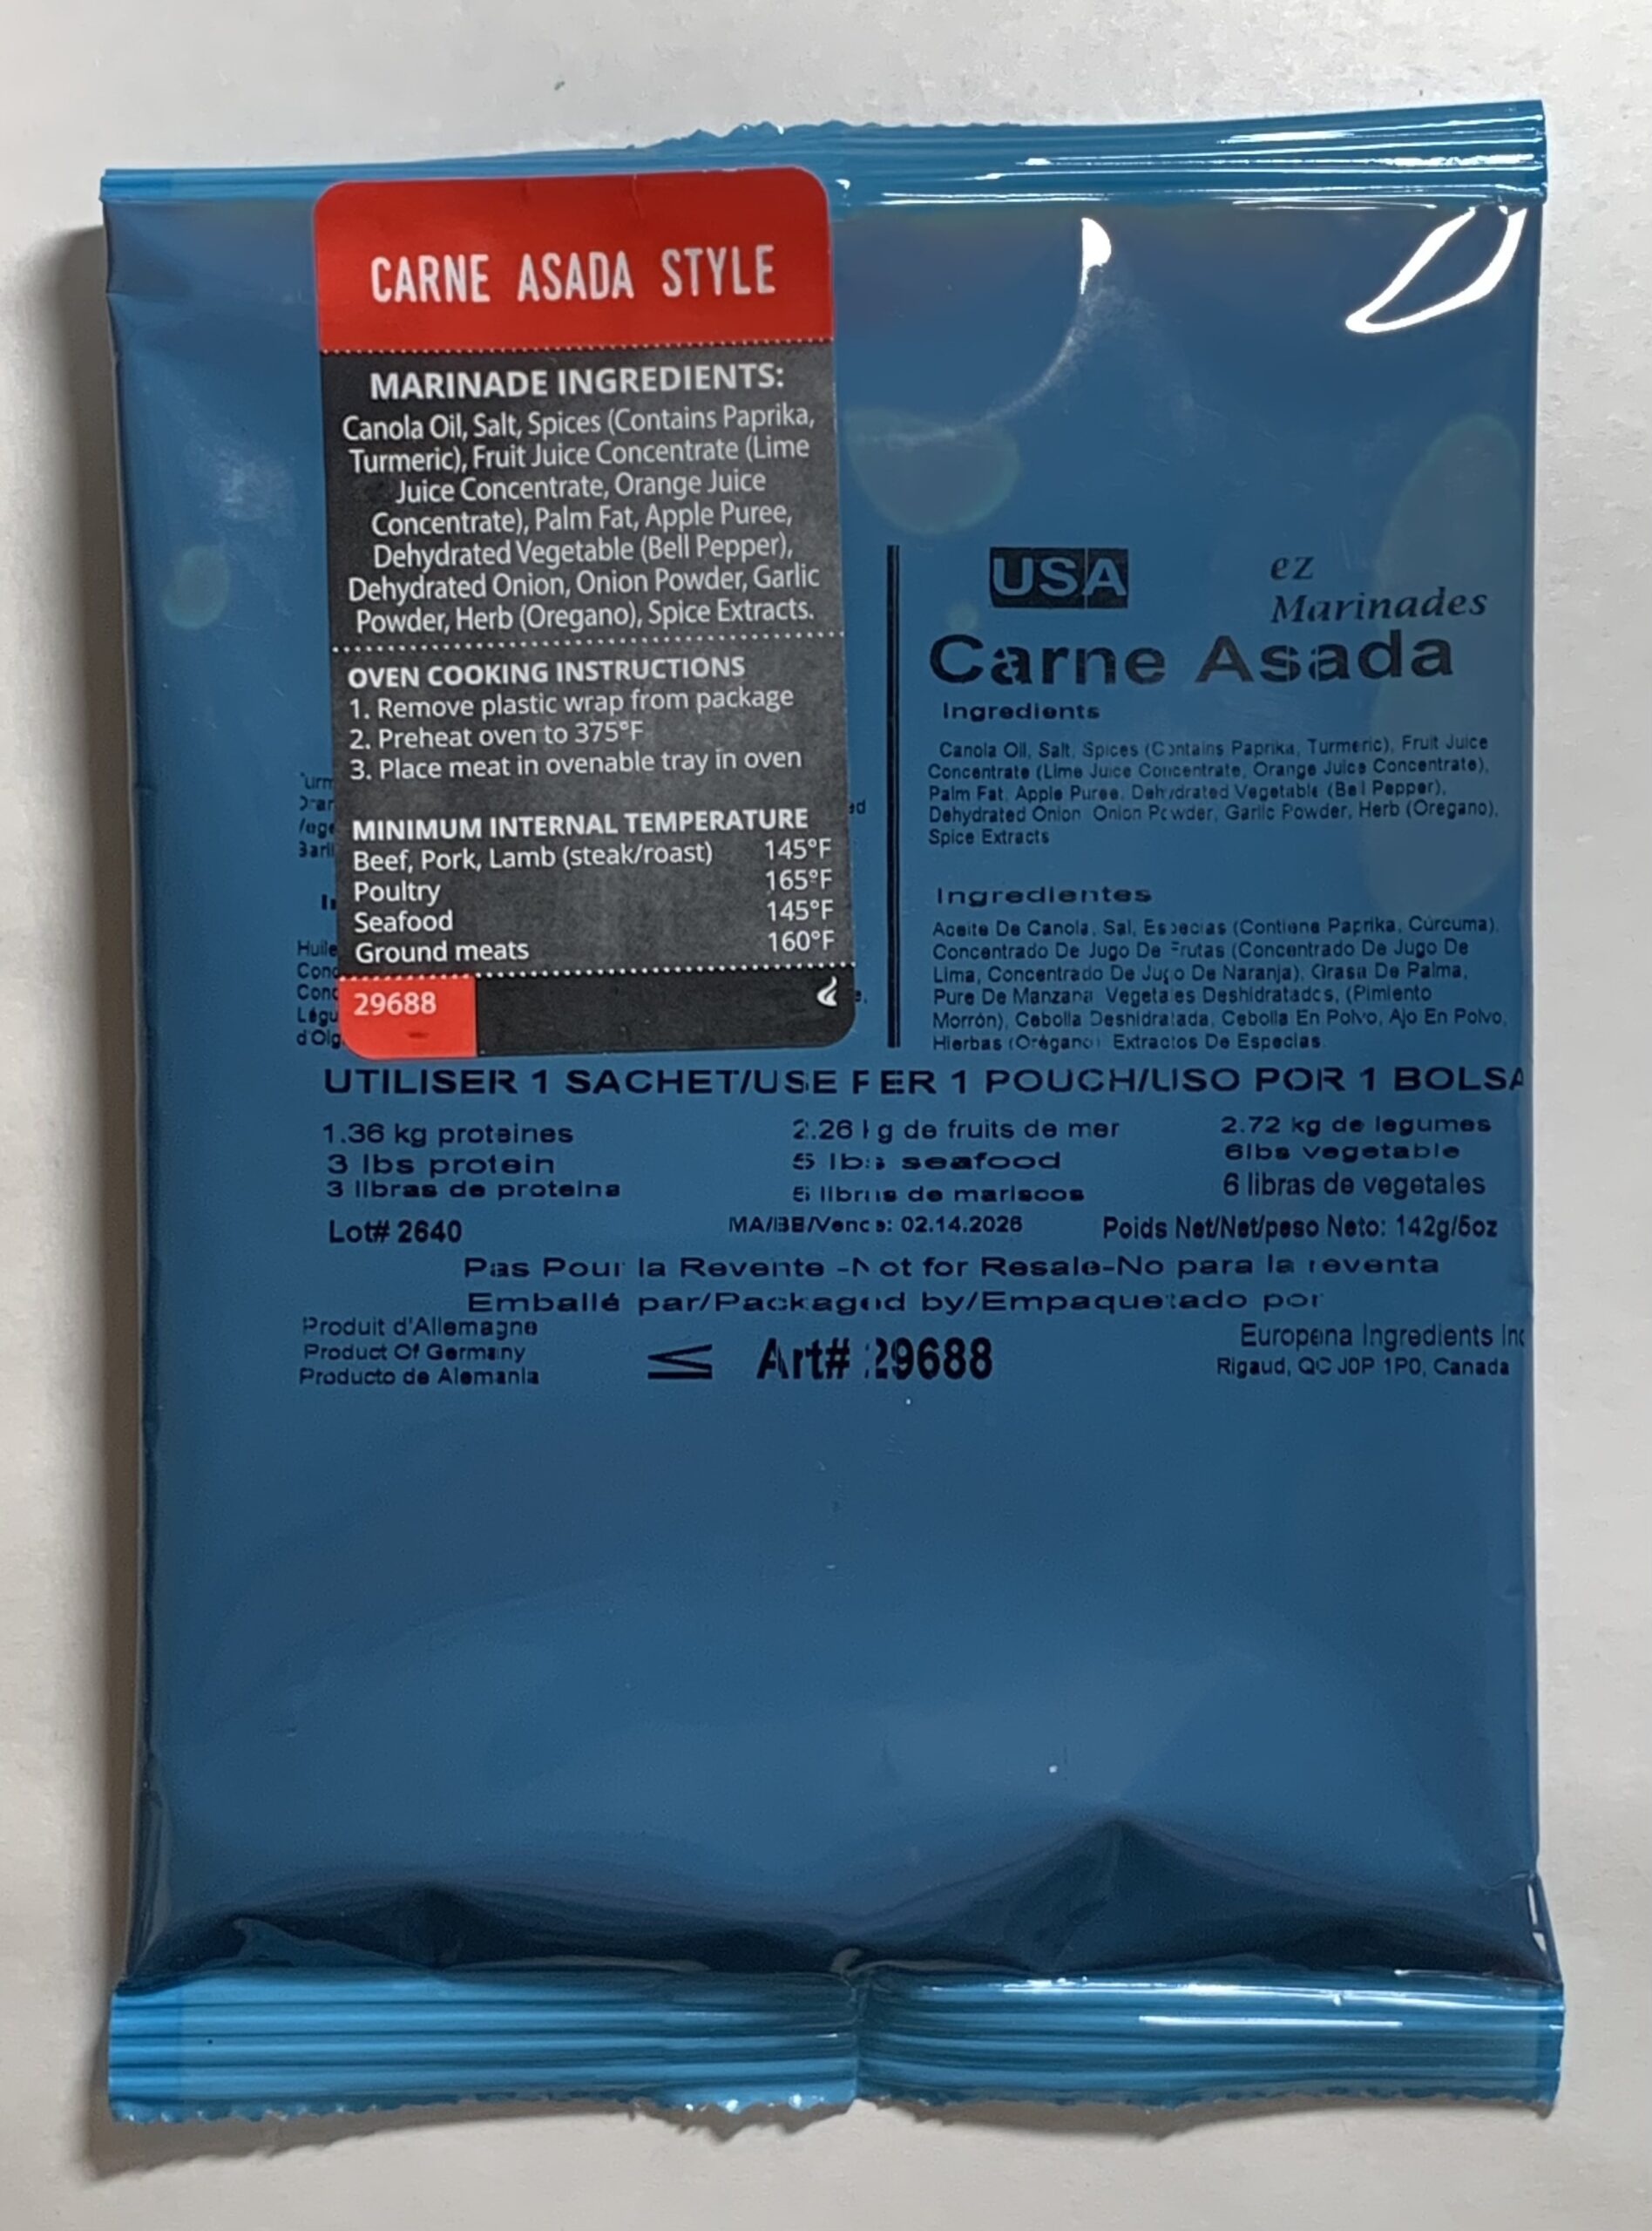 CARNE ASADA STYLE
MARINADE INGREDIENTS:
Canola Oil, Salt, Spices (Contains Paprika,
Turmeric), Fruit Juice Concentrate (Lime
Juice Concentrate, Orange Juice
Concentrate), Palm Fat, Apple Puree,
Dehydrated Vegetable (Bell Pepper),
Dehydrated Onion, Onion Powder, Garlic
Powder, Herb (Oregano), Spice Extracts.
OVEN COOKING INSTRUCTIONS
1. Remove plastic wrap from package
2. Preheat oven to 375°F
3. Place meat in ovenable tray in oven
MINIMUM INTERNAL TEMPERATURE
Beef, Pork, Lamb (steak/roast) 145°F
Poultry 165°F
Seafood 145°F
Ground meats 160°F
29688
USA
ez
Marinades
Carne Asada
Ingredients
Canola Oil, Salt, Spices (Contains Paprika, Turmeric), Fruit Juice
Concentrate (Lime Juice Concentrate, Orange Juice Concentrate),
Palm Fat, Apple Puree, Dehydrated Vegetable (Bell Pepper),
Dehydrated Onion Onion Powder, Garlic Powder, Herb (Oregano),
Spice Extracts
Ingredientes
Aceite De Canola, Sal, Especias (Contiene Paprika, Cúrcuma),
Concentrado De Jugo De Frutas (Concentrado De Jugo De
Lima, Concentrado De Jugo De Naranja), Grasa De Palma,
Pure De Manzana Vegetales Deshidratados, (Pimiento
Morrón), Cebolla Deshidratada, Cebolla En Polvo, Ajo En Polvo,
Hierbas (Orégano) Extractos De Especias.
UTILISER 1 SACHET/USE PER 1 POUCH/USO POR 1 BOLSA
1.36 kg proteines 2.26 kg de fruits de mer 2.72 kg de legumes
3 lbs protein 5 lbs seafood 6lbs vegetable
3 libras de proteina 5 libras de mariscos 6 libras de vegetales
Lot# 2640 MA/BB/Vence: 02.14.2026 Poids Net/Net/peso Neto: 142g/5oz
Pas Pour la Revente -Not for Resale-No para la reventa
Emballé par/Packaged by/Empaquetado por
Produit d'Allemagne
Product Of Germany
Producto de Alemania
≤ Art# 29688
Europena Ingredients Inc
Rigaud, QC J0P 1P0, Canada